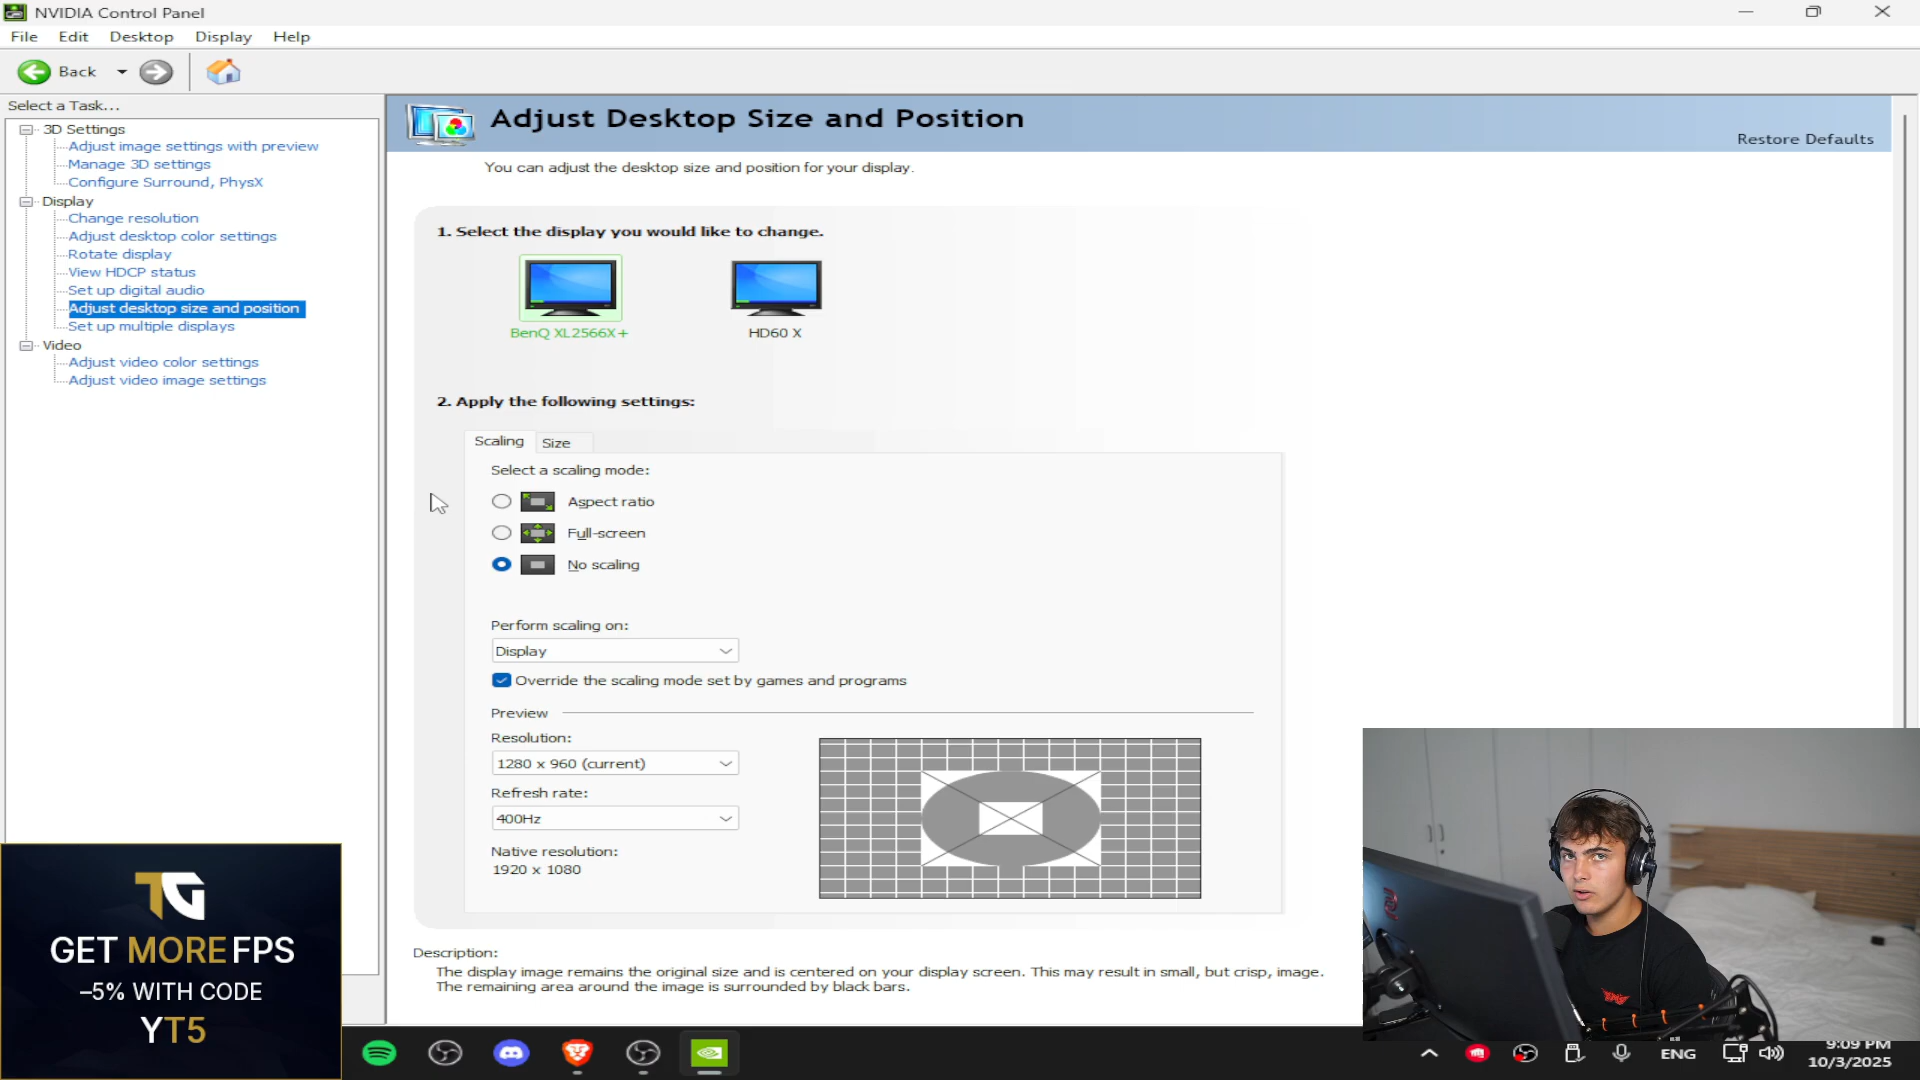 NVIDIA Control Panel
File Edit Desktop Display Help
Back
Select a Task...
3D Settings
Adjust image settings with preview
Manage 3D settings
Configure Surround, PhysX
Display
Change resolution
Adjust desktop color settings
Rotate display
View HDCP status
Set up digital audio
Adjust desktop size and position
Set up multiple displays
Video
Adjust video color settings
Adjust video image settings
Adjust Desktop Size and Position
Restore Defaults
You can adjust the desktop size and position for your display.
1. Select the display you would like to change.
BenQ XL2566X+ HD60 X
2. Apply the following settings:
Scaling Size
Select a scaling mode:
Aspect ratio
Full-screen
No scaling
Perform scaling on:
Display
Override the scaling mode set by games and programs
Preview
Resolution:
1280 x 960 (current)
Refresh rate:
400Hz
Native resolution:
1920 x 1080
Description:
The display image remains the original size and is centered on your display screen. This may result in small, but crisp, image.
The remaining area around the image is surrounded by black bars.
TG
GET MORE FPS
–5% WITH CODE
YT5
ENG
9:09 PM
10/3/2025